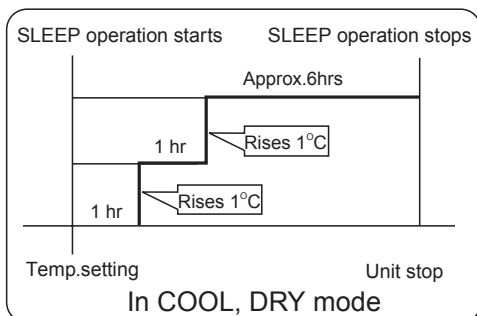 SLEEP operation starts SLEEP operation stops
Approx.6hrs
1 hr
Rises 1°C
1 hr
Rises 1°C
Temp.setting Unit stop
In COOL, DRY mode